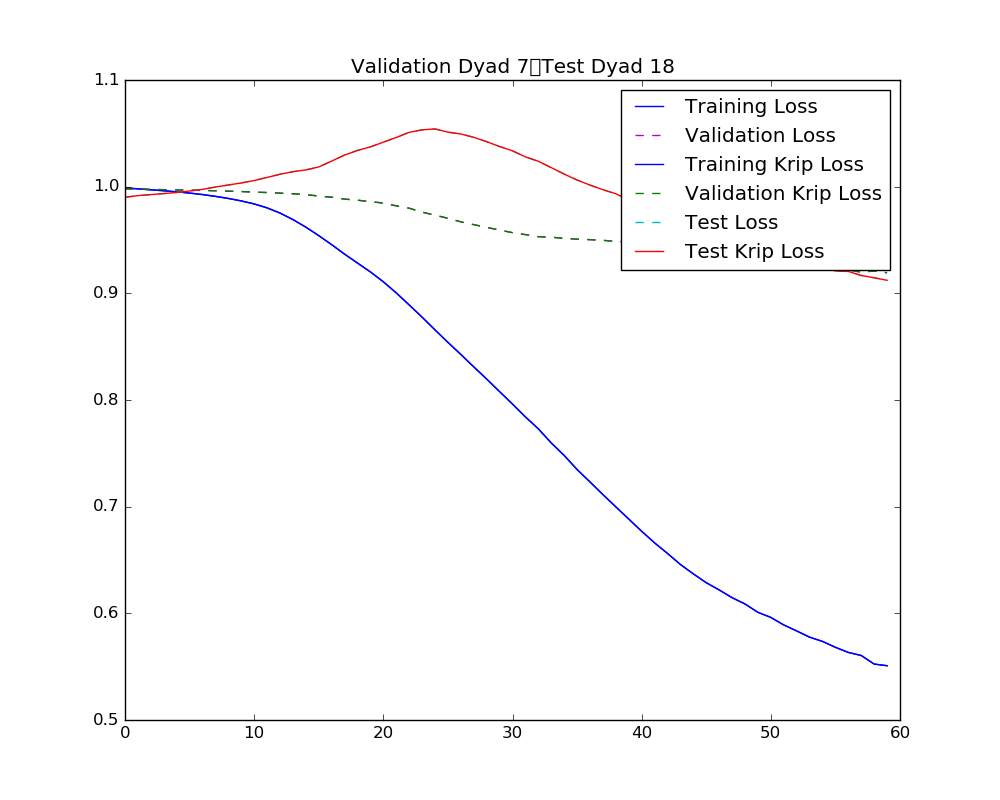 Validation Dyad 7▯Test Dyad 18
1.1
1.0
0.9
0.8
0.7
0.6
0.5
0
10
20
30
40
50
60
Training Loss
Validation Loss
Training Krip Loss
Validation Krip Loss
Test Loss
Test Krip Loss